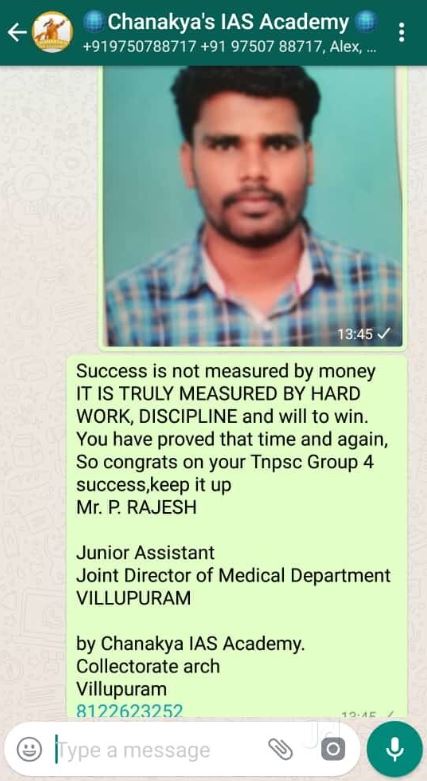 Chanakya's IAS Academy
+919750788717 +91 97507 88717, Alex, ...
13:45
Success is not measured by money
IT IS TRULY MEASURED BY HARD
WORK, DISCIPLINE and will to win.
You have proved that time and again,
So congrats on your Tnpsc Group 4
success,keep it up
Mr. P. RAJESH
Junior Assistant
Joint Director of Medical Department
VILLUPURAM
by Chanakya IAS Academy.
Collectorate arch
Villupuram
8122623252
13:45
Type a message